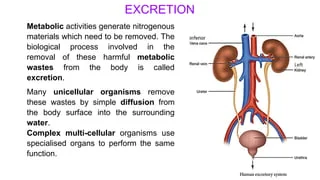 EXCRETION
Metabolic activities generate nitrogenous
materials which need to be removed. The
biological process involved in the
removal of these harmful metabolic
wastes from the body is called
excretion.
Many unicellular organisms remove
these wastes by simple diffusion from
the body surface into the surrounding
water.
Complex multi-cellular organisms use
specialised organs to perform the same
function.
inferior
Vena cava
Aorta
Renal artery
Renal vein
Left
Kidney
Ureter
Bladder
Urethra
Human excretory system